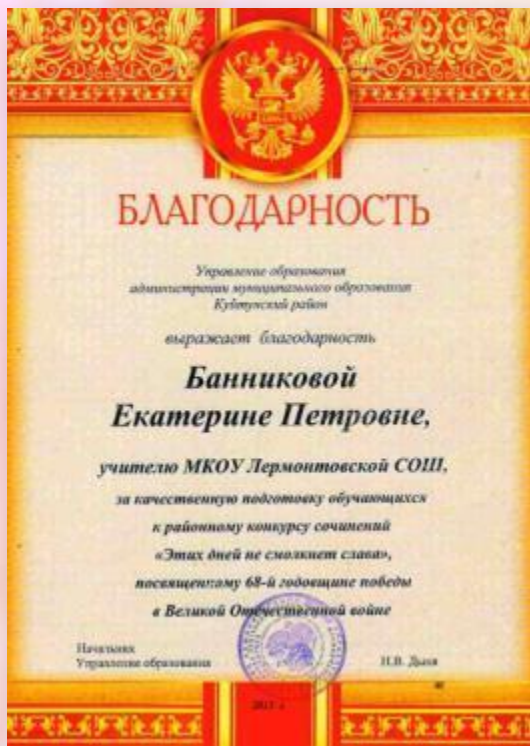 БЛАГОДАРНОСТЬ
Управление образования
администрации муниципального образования
Куйтунский район
выражает благодарность
Банниковой
Екатерине Петровне,
учителю МКОУ Лермонтовской СОШ,
за качественную подготовку обучающихся
к районному конкурсу сочинений
«Этих дней не смолкнет слава»,
посвященному 68-й годовщине победы
в Великой Отечественной войне
Начальник
Управление образования
2013 г.